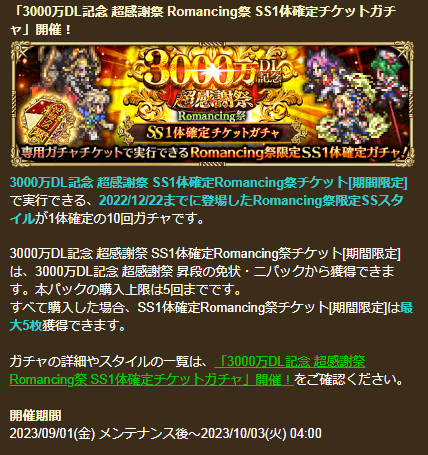 「3000万DL記念 超感謝祭 Romancing祭 SS1体確定チケットガチ
ャ」開催！
3000万DL記念
超感謝祭
Romancing祭
SS1体確定チケットガチャ
専用ガチャチケットで実行できるRomancing祭限定SS1体確定ガチャ!
3000万DL記念 超感謝祭 SS1体確定Romancing祭チケット[期間限定]
で実行できる、2022/12/22までに登場したRomancing祭限定SSスタ
イルが1体確定の10回ガチャです。
3000万DL記念 超感謝祭 SS1体確定Romancing祭チケット[期間限定]
は、3000万DL記念 超感謝祭 昇段の免状・ニパックから獲得できま
す。本パックの購入上限は5回までです。
すべて購入した場合、SS1体確定Romancing祭チケット[期間限定]は最
大5枚獲得できます。
ガチャの詳細やスタイルの一覧は、「3000万DL記念 超感謝祭
Romancing祭 SS1体確定チケットガチャ」開催！をご確認ください。
開催期間
2023/09/01(金) メンテナンス後～2023/10/03(火) 04:00